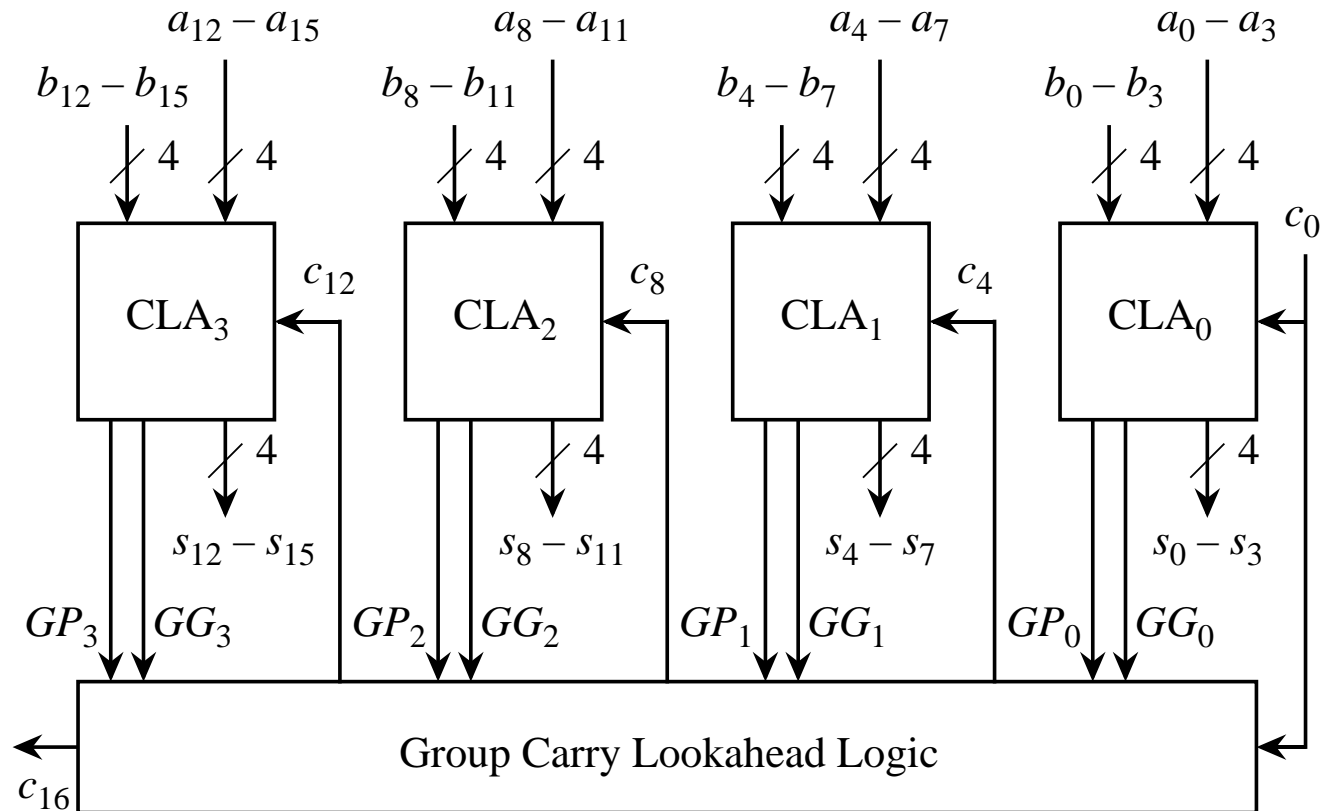 a₁₂ – a₁₅ a₈ – a₁₁ a₄ – a₇ a₀ – a₃
b₁₂ – b₁₅ b₈ – b₁₁ b₄ – b₇ b₀ – b₃
4 4 4 4 4 4 4 4
c₀
c₁₂ c₈ c₄
CLA₃ CLA₂ CLA₁ CLA₀
4 4 4 4
s₁₂ – s₁₅ s₈ – s₁₁ s₄ – s₇ s₀ – s₃
GP₃ GG₃ GP₂ GG₂ GP₁ GG₁ GP₀ GG₀
Group Carry Lookahead Logic
c₁₆